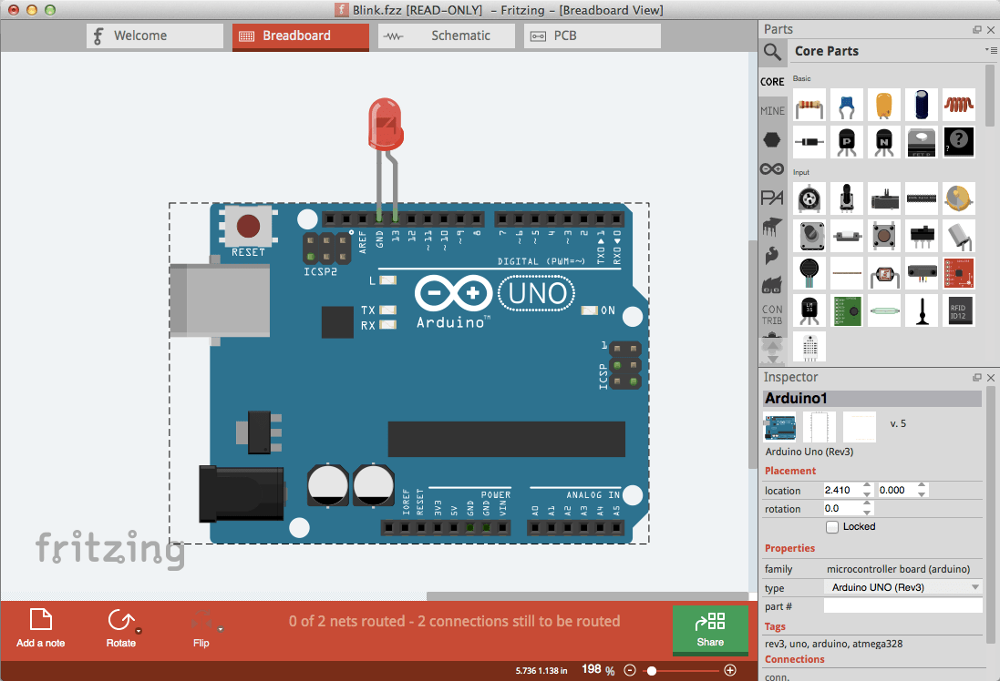 Blink.fzz [READ-ONLY] - Fritzing - [Breadboard View]
Welcome
Breadboard
Schematic
PCB
Parts
Core Parts
CORE
MINE
PA
CON
TRIB
Basic
P
N
?
?
Input
LM
35
RFID
ID12
RESET
ICSP2
AREF
GND
13
12
~11
~10
~9
8
7
~6
~5
4
~3
2
TXO▶1
RXO◀0
DIGITAL (PWM=~)
L
TX
RX
UNO
Arduino™
ON
1
ICSP
POWER
ANALOG IN
IOREF
RESET
3V3
5V
GND
GND
VIN
A0
A1
A2
A3
A4
A5
fritzing
Inspector
Arduino1
v. 5
Arduino Uno (Rev3)
Placement
location 2.410 0.000
rotation 0.0
Locked
Properties
family microcontroller board (arduino)
type Arduino UNO (Rev3)
part #
Tags
rev3, uno, arduino, atmega328
Connections
conn.
Add a note
Rotate
Flip
0 of 2 nets routed - 2 connections still to be routed
Share
5.736 1.138 in 198 %